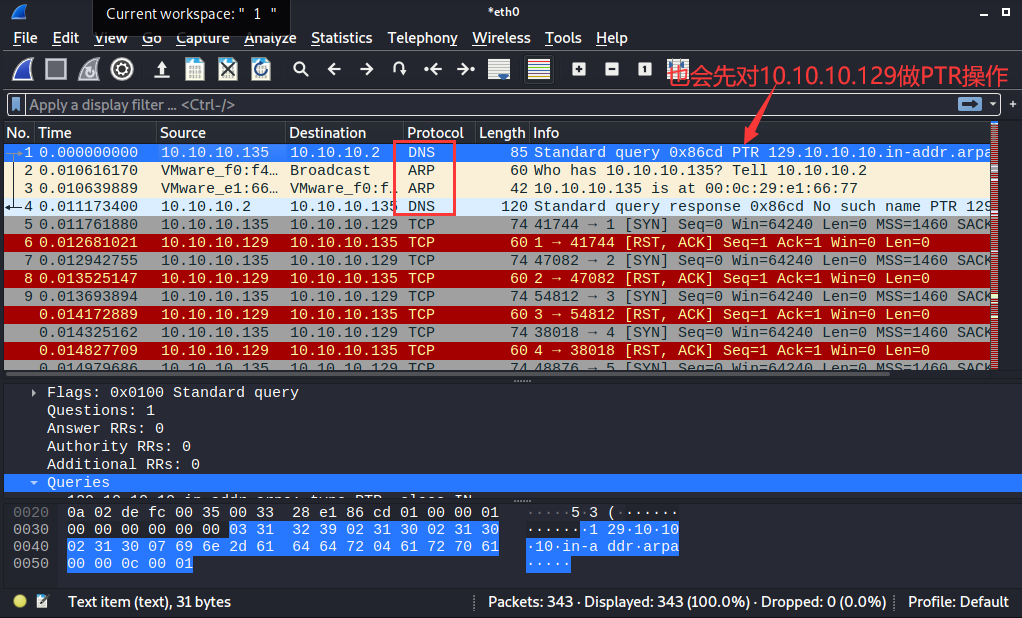 Current workspace: " 1 "
*eth0
File Edit View Go Capture Analyze Statistics Telephony Wireless Tools Help
也会先对10.10.10.129做PTR操作
Apply a display filter … <Ctrl-/>
No. Time Source Destination Protocol Length Info
1 0.000000000 10.10.10.135 10.10.10.2 DNS 85 Standard query 0x86cd PTR 129.10.10.10.in-addr.arpa
2 0.010616170 VMware_f0:f4… Broadcast ARP 60 Who has 10.10.10.135? Tell 10.10.10.2
3 0.010639889 VMware_e1:66… VMware_f0:f… ARP 42 10.10.10.135 is at 00:0c:29:e1:66:77
4 0.011173400 10.10.10.2 10.10.10.135 DNS 120 Standard query response 0x86cd No such name PTR 129
5 0.011761880 10.10.10.135 10.10.10.129 TCP 74 41744 → 1 [SYN] Seq=0 Win=64240 Len=0 MSS=1460 SACK
6 0.012681021 10.10.10.129 10.10.10.135 TCP 60 1 → 41744 [RST, ACK] Seq=1 Ack=1 Win=0 Len=0
7 0.012942755 10.10.10.135 10.10.10.129 TCP 74 47082 → 2 [SYN] Seq=0 Win=64240 Len=0 MSS=1460 SACK
8 0.013525147 10.10.10.129 10.10.10.135 TCP 60 2 → 47082 [RST, ACK] Seq=1 Ack=1 Win=0 Len=0
9 0.013693894 10.10.10.135 10.10.10.129 TCP 74 54812 → 3 [SYN] Seq=0 Win=64240 Len=0 MSS=1460 SACK
0.014172889 10.10.10.129 10.10.10.135 TCP 60 3 → 54812 [RST, ACK] Seq=1 Ack=1 Win=0 Len=0
0.014325162 10.10.10.135 10.10.10.129 TCP 74 38018 → 4 [SYN] Seq=0 Win=64240 Len=0 MSS=1460 SACK
0.014827709 10.10.10.129 10.10.10.135 TCP 60 4 → 38018 [RST, ACK] Seq=1 Ack=1 Win=0 Len=0
0.014979686 10.10.10.135 10.10.10.129 TCP 74 48876 → 5 [SYN] Seq=0 Win=64240 Len=0 MSS=1460 SACK
Flags: 0x0100 Standard query
Questions: 1
Answer RRs: 0
Authority RRs: 0
Additional RRs: 0
Queries
129.10.10.10.in-addr.arpa: type PTR, class IN
0020 0a 02 de fc 00 35 00 33 28 e1 86 cd 01 00 00 01 ·····5·3 (·······
0030 00 00 00 00 00 00 03 31 32 39 02 31 30 02 31 30 ·······1 29·10·10
0040 02 31 30 07 69 6e 2d 61 64 64 72 04 61 72 70 61 ·10·in-a ddr·arpa
0050 00 00 0c 00 01 ·····
Text item (text), 31 bytes
Packets: 343 · Displayed: 343 (100.0%) · Dropped: 0 (0.0%)
Profile: Default